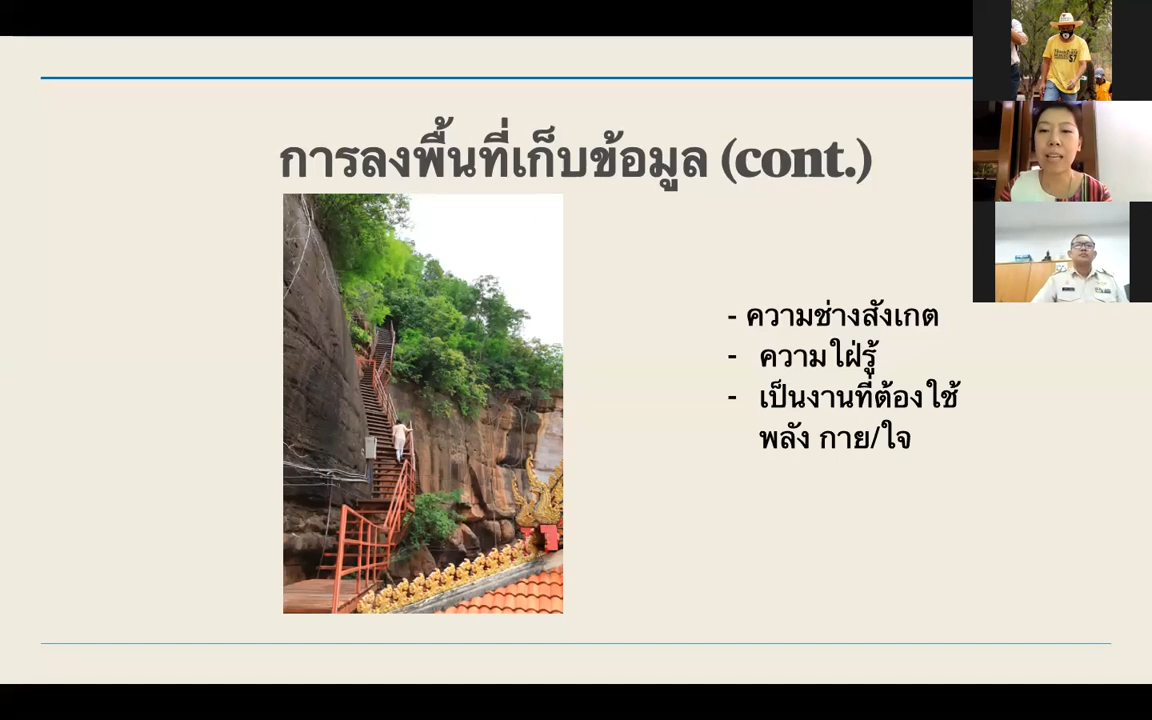 การลงพื้นที่เก็บข้อมูล (cont.)
- ความช่างสังเกต
- ความใฝ่รู้
- เป็นงานที่ต้องใช้
พลัง กาย/ใจ